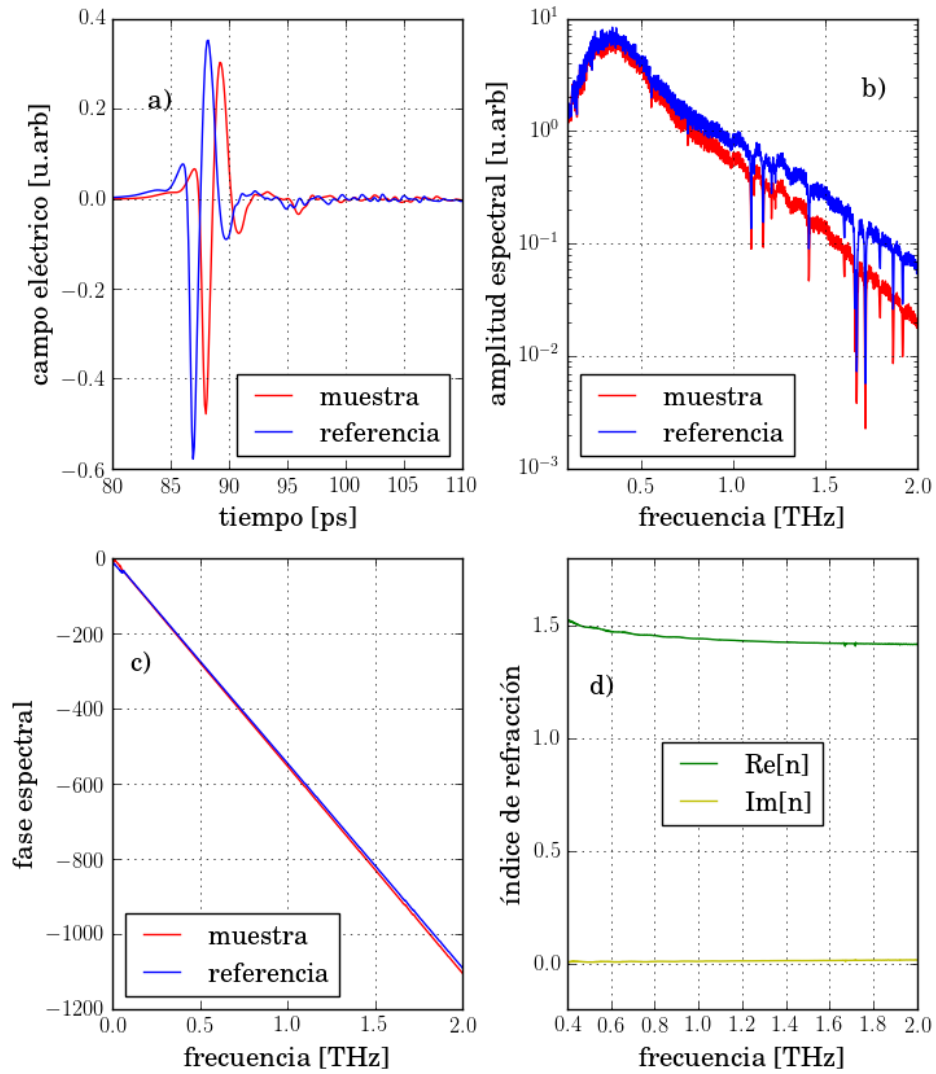 0.4
0.2
0.0
−0.2
−0.4
−0.6
80
85
90
95
100
105
110
campo eléctrico [u.arb]
tiempo [ps]
a)
muestra
referencia
10¹
10⁰
10⁻¹
10⁻²
10⁻³
0.5
1.0
1.5
2.0
amplitud espectral [u.arb]
frecuencia [THz]
b)
muestra
referencia
0
−200
−400
−600
−800
−1000
−1200
0.0
0.5
1.0
1.5
2.0
fase espectral
frecuencia [THz]
c)
muestra
referencia
1.5
1.0
0.5
0.0
0.4
0.6
0.8
1.0
1.2
1.4
1.6
1.8
2.0
índice de refracción
frecuencia [THz]
d)
Re[n]
Im[n]